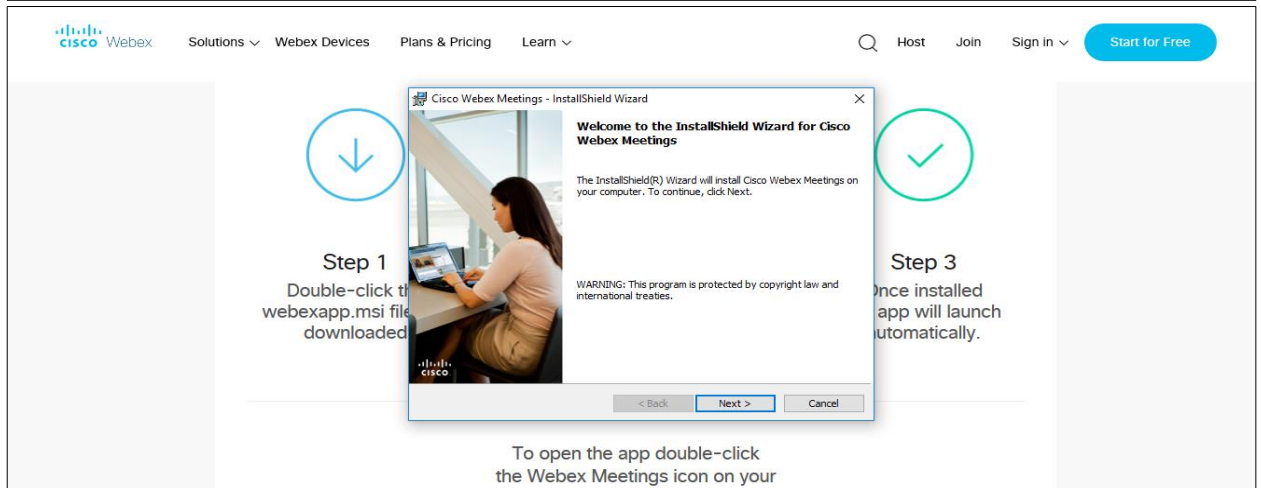 CISCO Webex
Solutions
Webex Devices
Plans & Pricing
Learn
Host
Join
Sign in
Start for Free
Cisco Webex Meetings - InstallShield Wizard
Welcome to the InstallShield Wizard for Cisco
Webex Meetings
The InstallShield(R) Wizard will install Cisco Webex Meetings on
your computer. To continue, click Next.
WARNING: This program is protected by copyright law and
international treaties.
CISCO
< Back
Next >
Cancel
Step 1
Double-click
webexapp.msi
downloaded
Step 3
installed
app will launch
To open the app double-click
the Webex Meetings icon on your